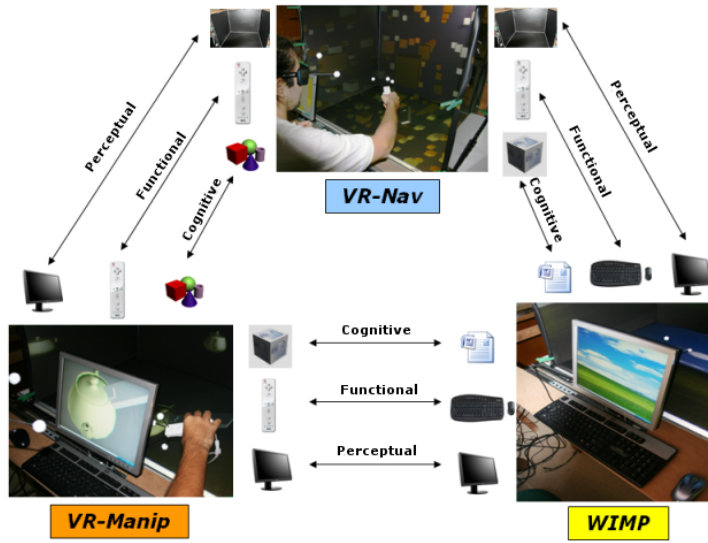 Perceptual
Functional
Cognitive
VR-Nav
Perceptual
Functional
Cognitive
Cognitive
Functional
Perceptual
VR-Manip
WIMP